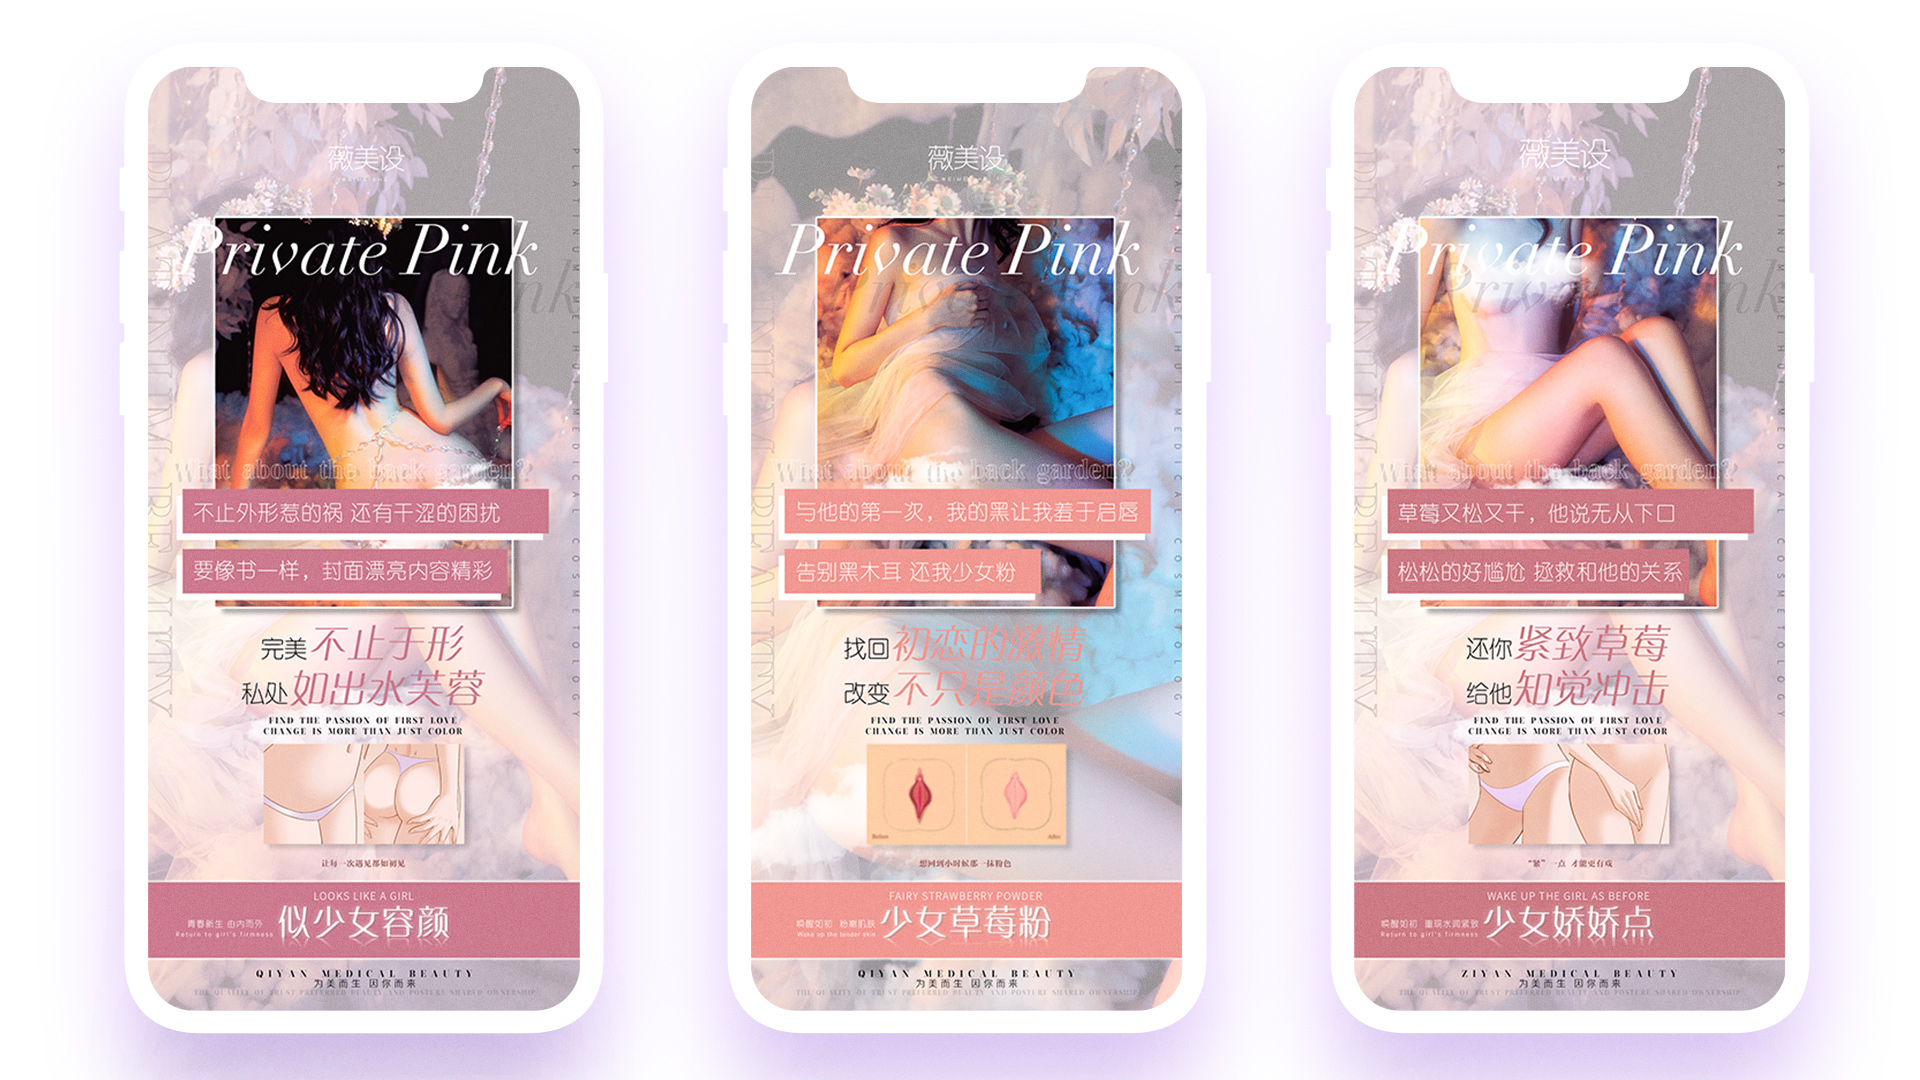 薇美设
Private Pink
What about the back garden?
不止外形惹的祸 还有干涩的困扰
要像书一样，封面漂亮内容精彩
完美不止于形
私处如出水芙蓉
FIND THE PASSION OF FIRST LOVE
CHANGE IS MORE THAN JUST COLOR
让每一次遇见都如初见
LOOKS LIKE A GIRL
青春新生 由内而外
Return to girl's firmness
似少女容颜
QIYAN MEDICAL BEAUTY
为美而生 因你而来
THE QUALITY OF TRUST PREFERRED BEAUTY AND POSTURE SHARED OWNERSHIP
PLATINUM MEIHUI MEDICAL COSMETOLOGY
薇美设
Private Pink
What about the back garden?
与他的第一次，我的黑让我羞于启唇
告别黑木耳 还我少女粉
找回初恋的激情
改变不只是颜色
FIND THE PASSION OF FIRST LOVE
CHANGE IS MORE THAN JUST COLOR
Before
After
想回到小时候那一抹粉色
FAIRY STRAWBERRY POWDER
唤醒如初 粉嫩肌肤
Wake up the tender skin
少女草莓粉
QIYAN MEDICAL BEAUTY
为美而生 因你而来
THE QUALITY OF TRUST PREFERRED BEAUTY AND POSTURE SHARED OWNERSHIP
PLATINUM MEIHUI MEDICAL COSMETOLOGY
薇美设
Private Pink
What about the back garden?
草莓又松又干，他说无从下口
松松的好尴尬 拯救和他的关系
还你紧致草莓
给他知觉冲击
FIND THE PASSION OF FIRST LOVE
CHANGE IS MORE THAN JUST COLOR
“紧”一点 才能更有戏
WAKE UP THE GIRL AS BEFORE
唤醒如初 重现水润紧致
Return to girl's firmness
少女娇娇点
ZIYAN MEDICAL BEAUTY
为美而生 因你而来
THE QUALITY OF TRUST PREFERRED BEAUTY AND POSTURE SHARED OWNERSHIP
PLATINUM MEIHUI MEDICAL COSMETOLOGY